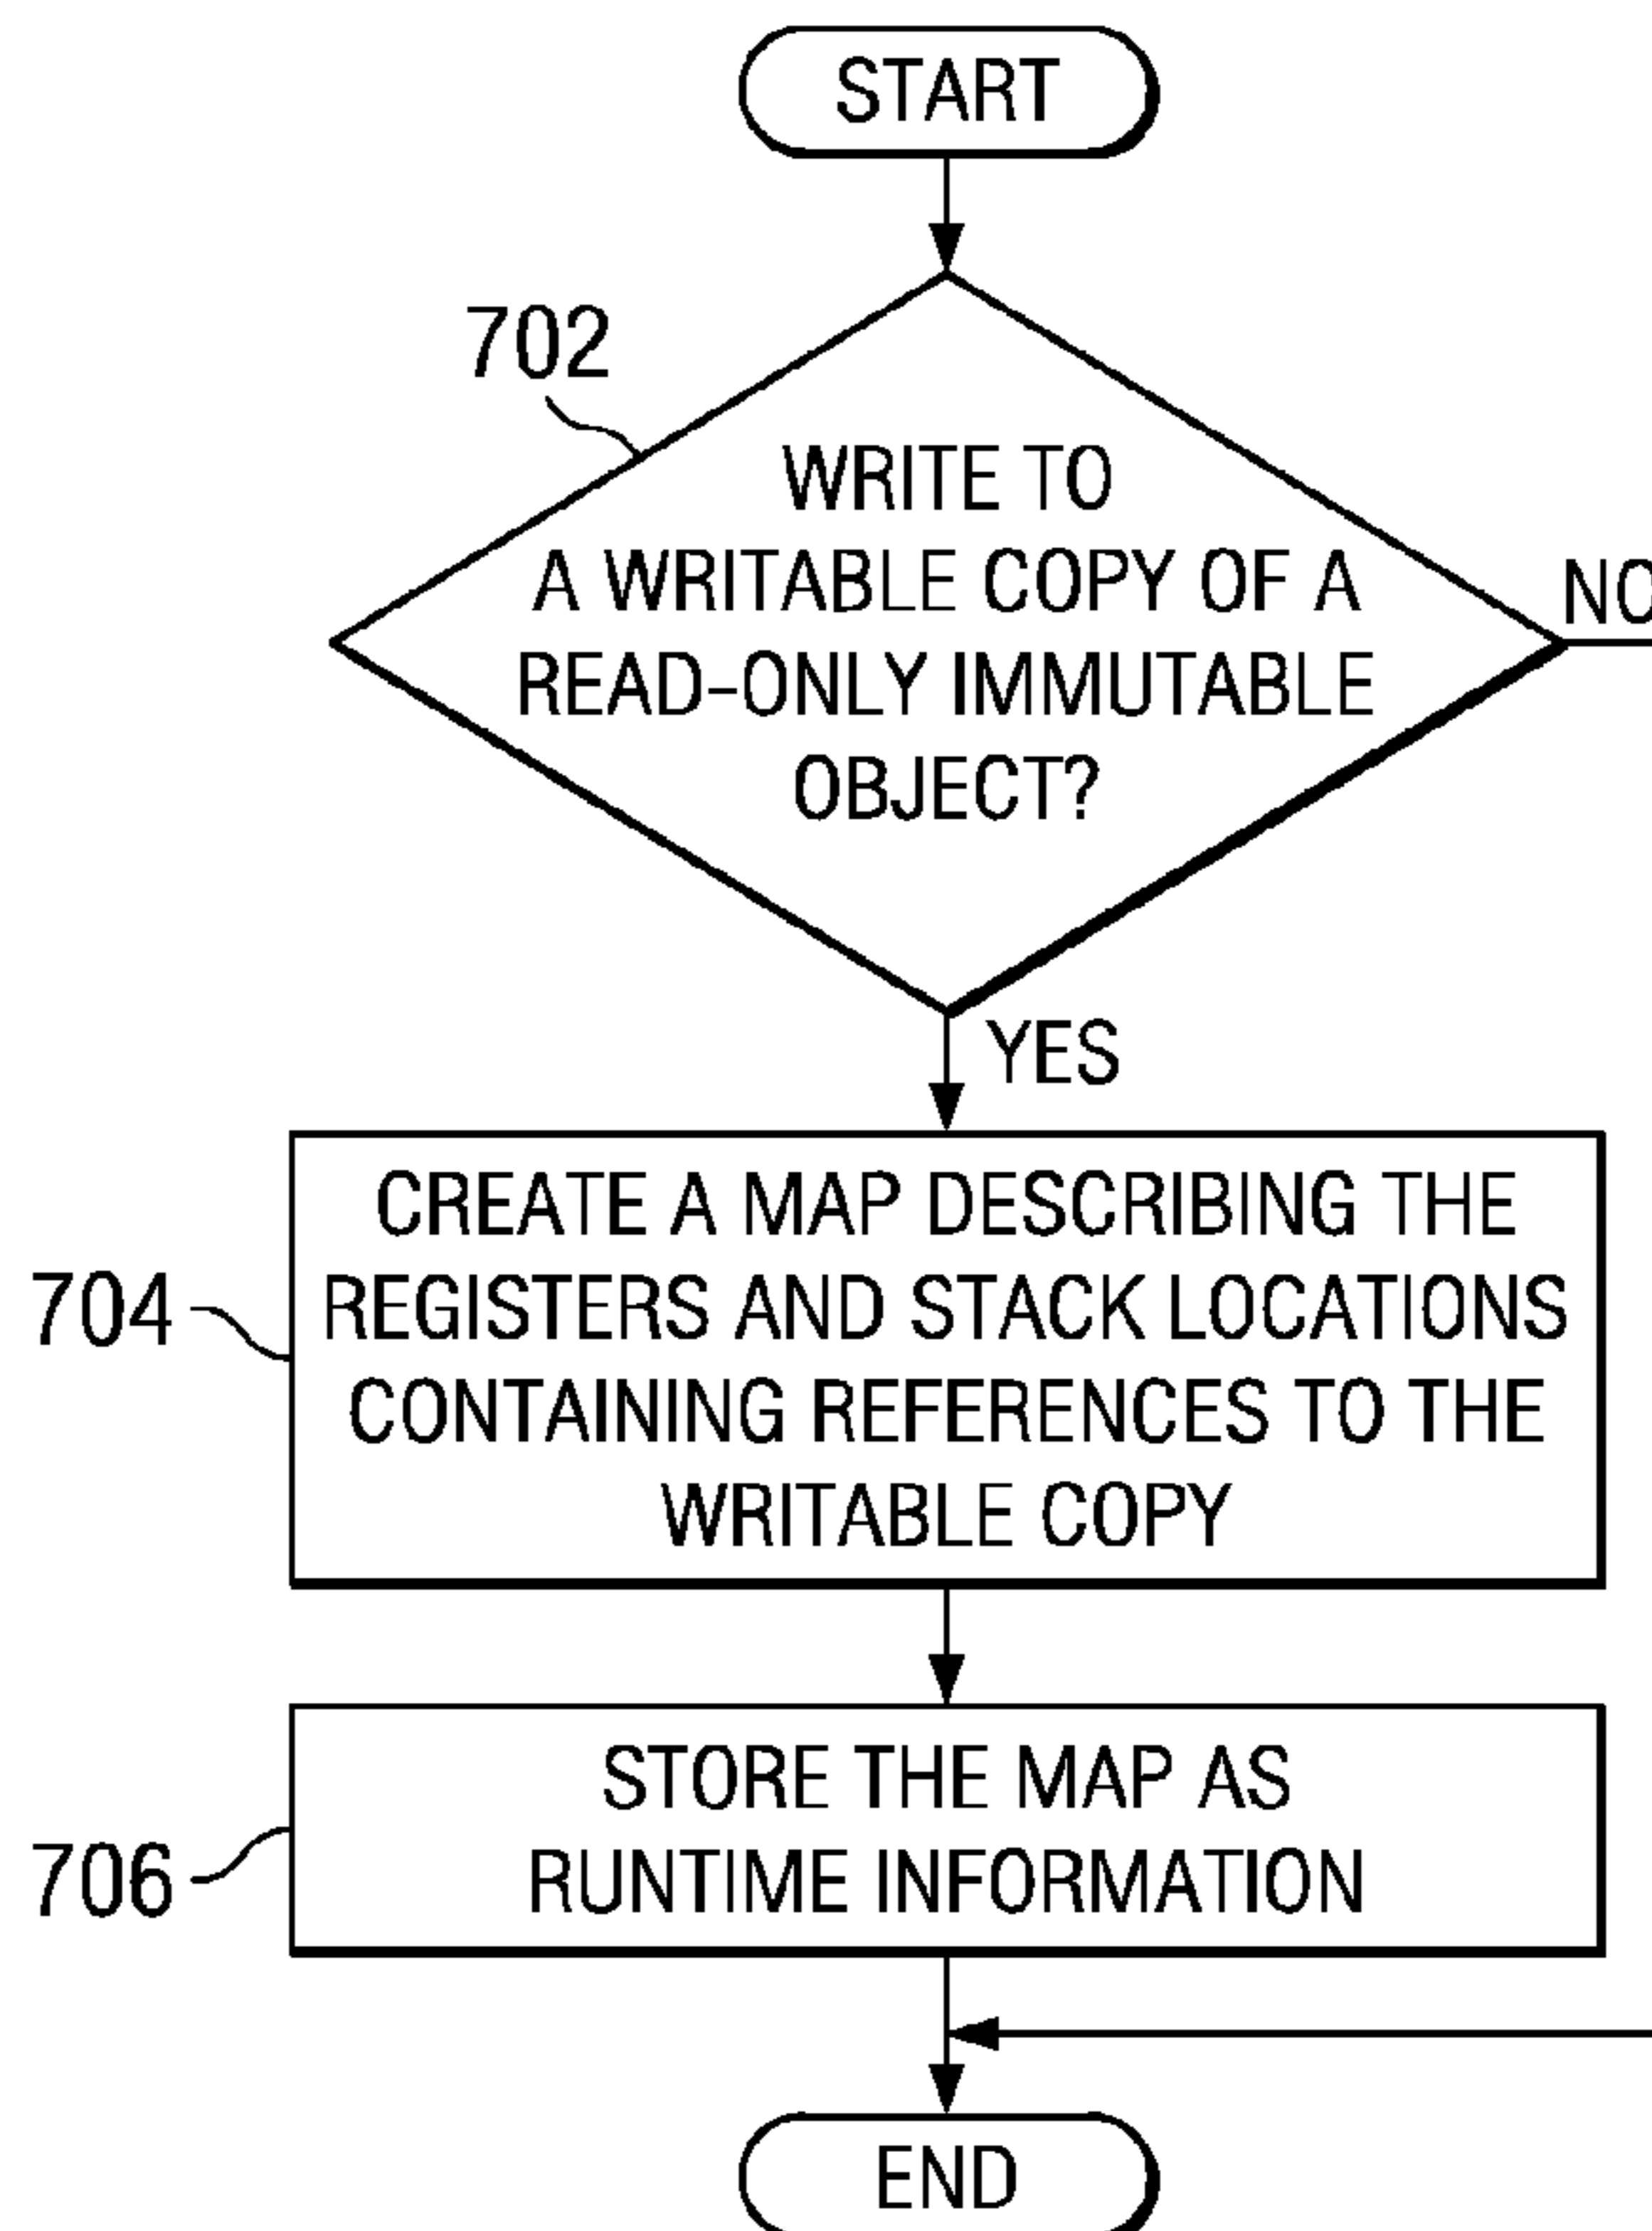 START
702
WRITE TO
A WRITABLE COPY OF A
READ-ONLY IMMUTABLE
OBJECT?
NO
YES
704
CREATE A MAP DESCRIBING THE
REGISTERS AND STACK LOCATIONS
CONTAINING REFERENCES TO THE
WRITABLE COPY
706
STORE THE MAP AS
RUNTIME INFORMATION
END